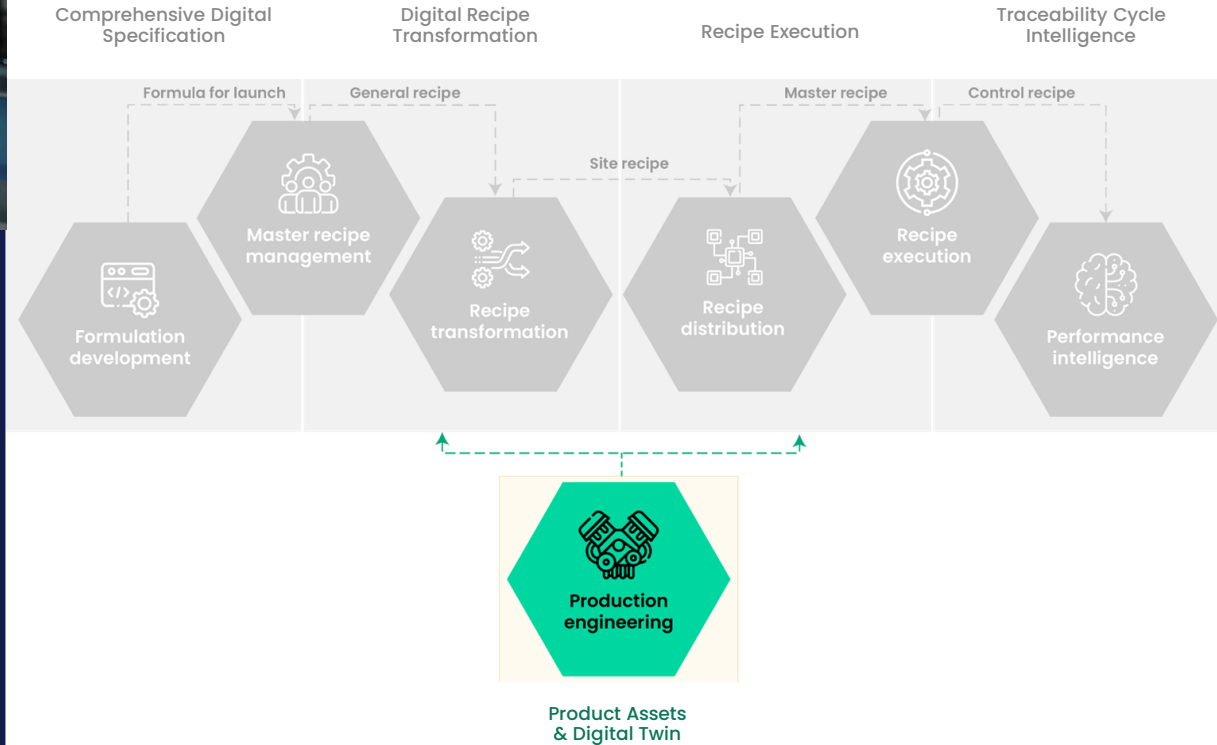 Comprehensive Digital
Specification
Digital Recipe
Transformation
Recipe Execution
Traceability Cycle
Intelligence
Formula for launch
General recipe
Site recipe
Master recipe
Control recipe
Formulation
development
Master recipe
management
Recipe
transformation
Recipe
distribution
Recipe
execution
Performance
intelligence
Production
engineering
Product Assets
& Digital Twin